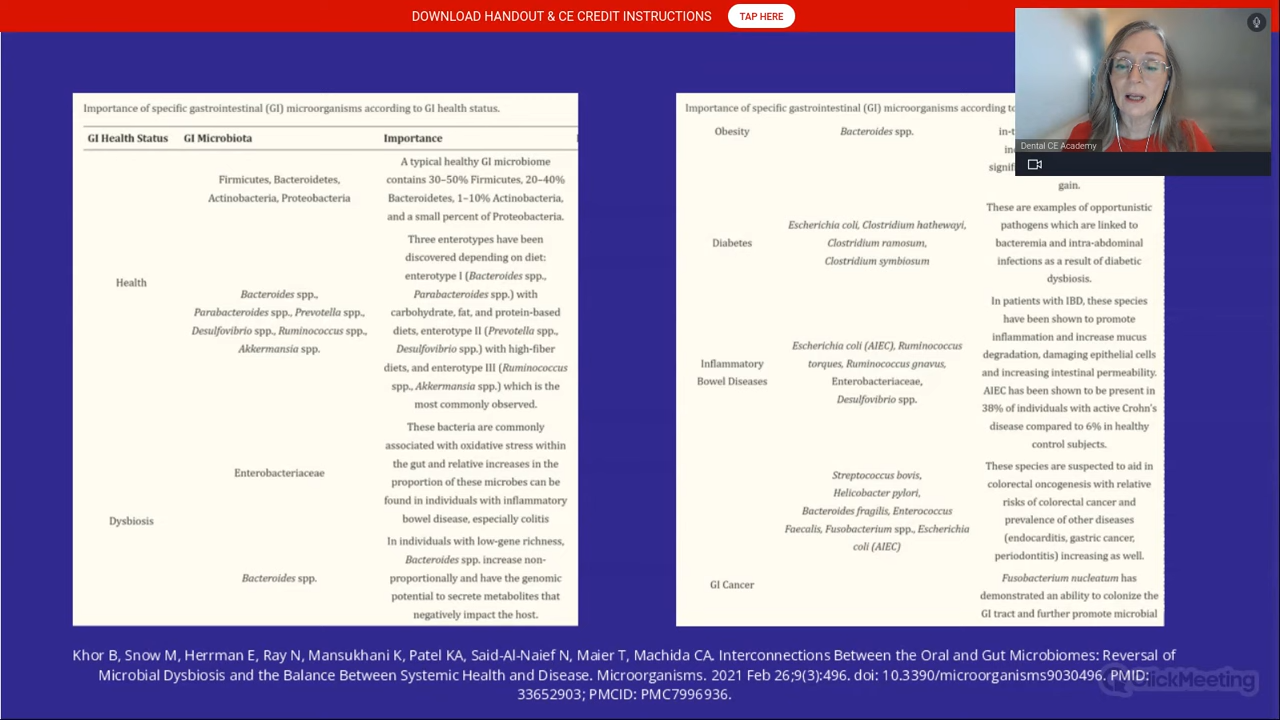 DOWNLOAD HANDOUT & CE CREDIT INSTRUCTIONS TAP HERE
Dental CE Academy
Importance of specific gastrointestinal (GI) microorganisms according to GI health status.
GI Health Status GI Microbiota Importance
Health
Firmicutes, Bacteroidetes,
Actinobacteria, Proteobacteria
A typical healthy GI microbiome
contains 30–50% Firmicutes, 20–40%
Bacteroidetes, 1–10% Actinobacteria,
and a small percent of Proteobacteria.
Bacteroides spp.,
Parabacteroides spp., Prevotella spp.,
Desulfovibrio spp., Ruminococcus spp.,
Akkermansia spp.
Three enterotypes have been
discovered depending on diet:
enterotype I (Bacteroides spp.,
Parabacteroides spp.) with
carbohydrate, fat, and protein-based
diets, enterotype II (Prevotella spp.,
Desulfovibrio spp.) with high-fiber
diets, and enterotype III (Ruminococcus
spp., Akkermansia spp.) which is the
most commonly observed.
Dysbiosis
Enterobacteriaceae
These bacteria are commonly
associated with oxidative stress within
the gut and relative increases in the
proportion of these microbes can be
found in individuals with inflammatory
bowel disease, especially colitis
Bacteroides spp.
In individuals with low-gene richness,
Bacteroides spp. increase non-
proportionally and have the genomic
potential to secrete metabolites that
negatively impact the host.
Importance of specific gastrointestinal (GI) microorganisms according to
Obesity
Bacteroides spp.
gain.
Diabetes
Escherichia coli, Clostridium hathewayi,
Clostridium ramosum,
Clostridium symbiosum
These are examples of opportunistic
pathogens which are linked to
bacteremia and intra-abdominal
infections as a result of diabetic
dysbiosis.
Inflammatory
Bowel Diseases
Escherichia coli (AIEC), Ruminococcus
torques, Ruminococcus gnavus,
Enterobacteriaceae,
Desulfovibrio spp.
In patients with IBD, these species
have been shown to promote
inflammation and increase mucus
degradation, damaging epithelial cells
and increasing intestinal permeability.
AIEC has been shown to be present in
38% of individuals with active Crohn's
disease compared to 6% in healthy
control subjects.
GI Cancer
Streptococcus bovis,
Helicobacter pylori,
Bacteroides fragilis, Enterococcus
Faecalis, Fusobacterium spp., Escherichia
coli (AIEC)
These species are suspected to aid in
colorectal oncogenesis with relative
risks of colorectal cancer and
prevalence of other diseases
(endocarditis, gastric cancer,
periodontitis) increasing as well.
Fusobacterium nucleatum has
demonstrated an ability to colonize the
GI tract and further promote microbial
Khor B, Snow M, Herrman E, Ray N, Mansukhani K, Patel KA, Said-Al-Naief N, Maier T, Machida CA. Interconnections Between the Oral and Gut Microbiomes: Reversal of
Microbial Dysbiosis and the Balance Between Systemic Health and Disease. Microorganisms. 2021 Feb 26;9(3):496. doi: 10.3390/microorganisms9030496. PMID:
33652903; PMCID: PMC7996936.
ClickMeeting